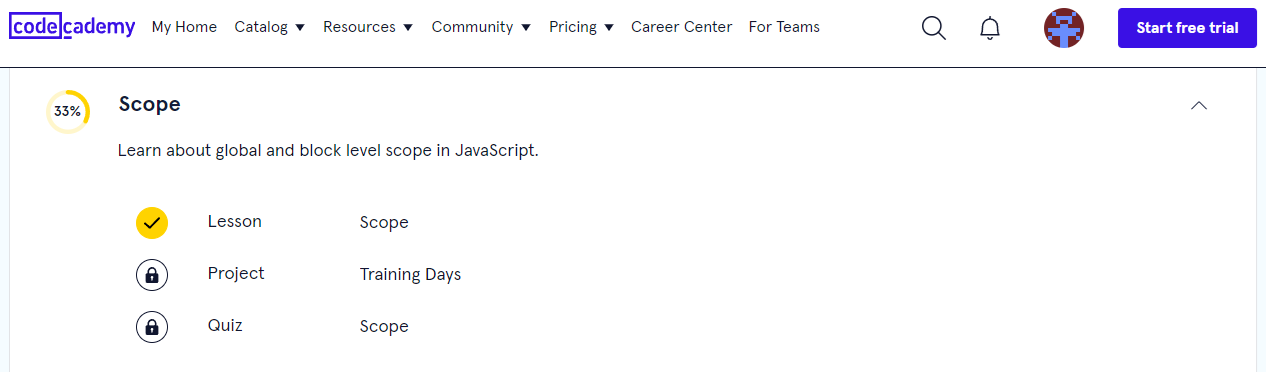 codecademy My Home Catalog Resources Community Pricing Career Center For Teams Start free trial
33% Scope
Learn about global and block level scope in JavaScript.
Lesson Scope
Project Training Days
Quiz Scope